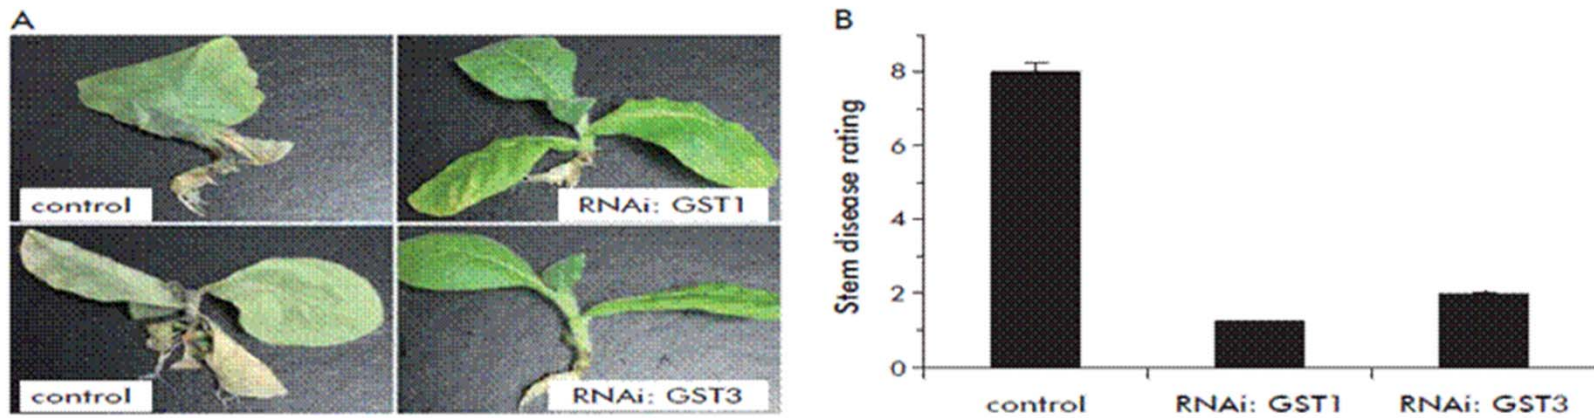 A
control
RNAi: GST1
control
RNAi: GST3
B
Stem disease rating
8
6
4
2
0
control
RNAi: GST1
RNAi: GST3